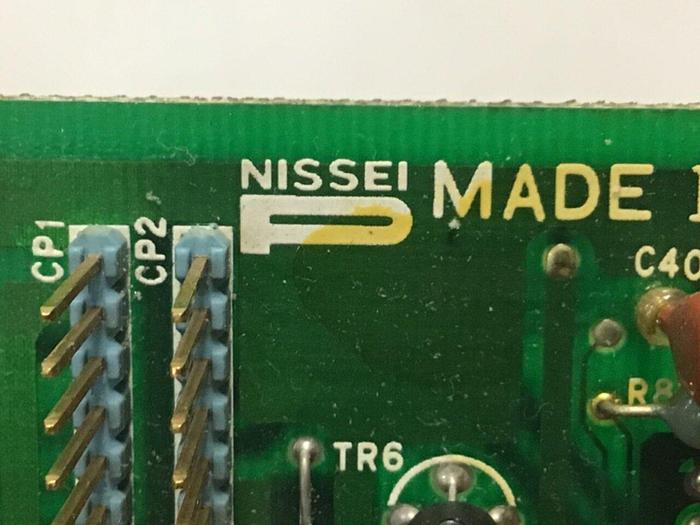 NISSEI
MADE
CP1
CP2
C40
R8
TR6